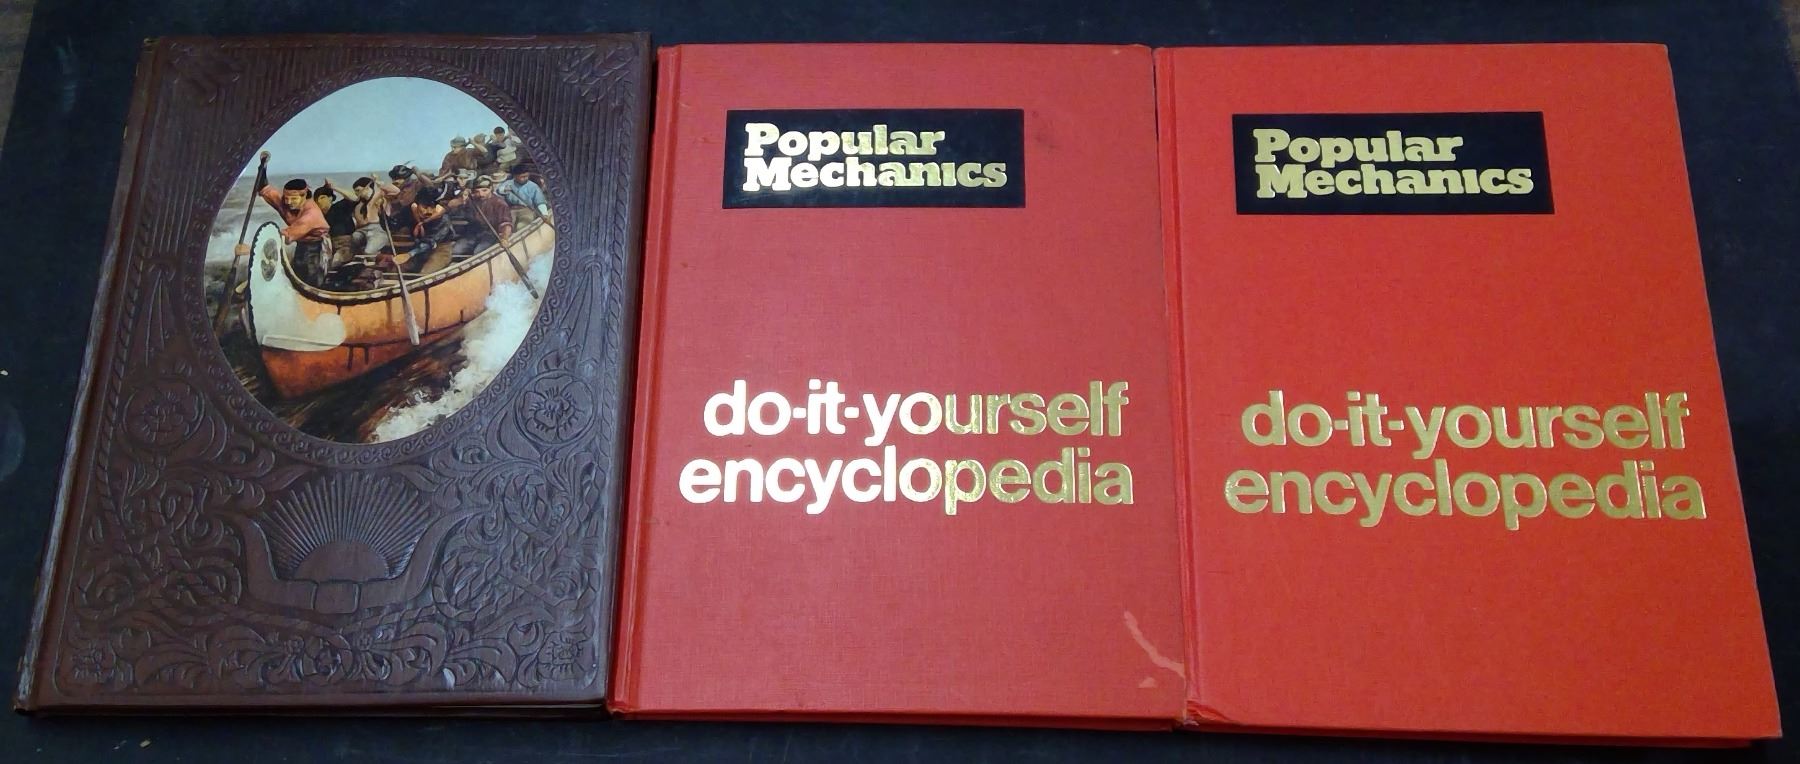 Popular
Mechanics
do-it-yourself
encyclopedia
Popular
Mechanics
do-it-yourself
encyclopedia